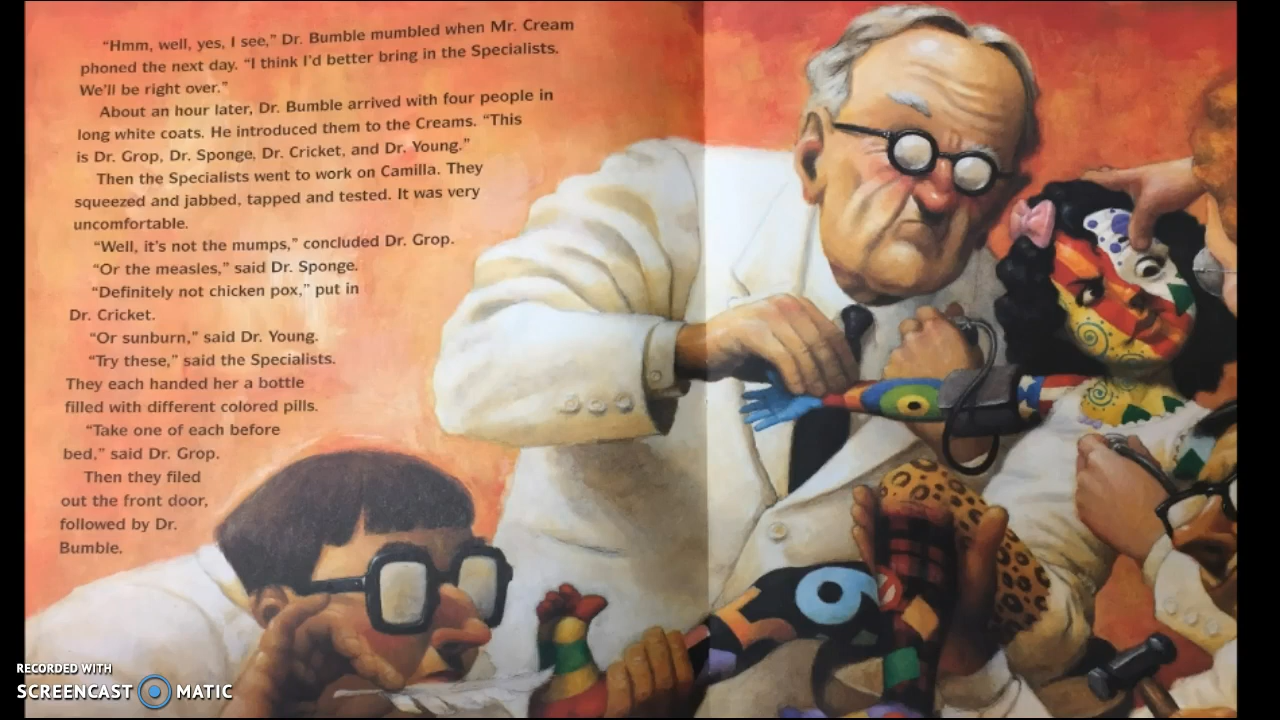 "Hmm, well, yes, I see," Dr. Bumble mumbled when Mr. Cream
phoned the next day. "I think I'd better bring in the Specialists.
We'll be right over."
About an hour later, Dr. Bumble arrived with four people in
long white coats. He introduced them to the Creams. "This
is Dr. Grop, Dr. Sponge, Dr. Cricket, and Dr. Young."
Then the Specialists went to work on Camilla. They
squeezed and jabbed, tapped and tested. It was very
uncomfortable.
"Well, it's not the mumps," concluded Dr. Grop.
"Or the measles," said Dr. Sponge.
"Definitely not chicken pox," put in
Dr. Cricket.
"Or sunburn," said Dr. Young.
"Try these," said the Specialists.
They each handed her a bottle
filled with different colored pills.
"Take one of each before
bed," said Dr. Grop.
Then they filed
out the front door,
followed by Dr.
Bumble.
RECORDED WITH
SCREENCAST MATIC